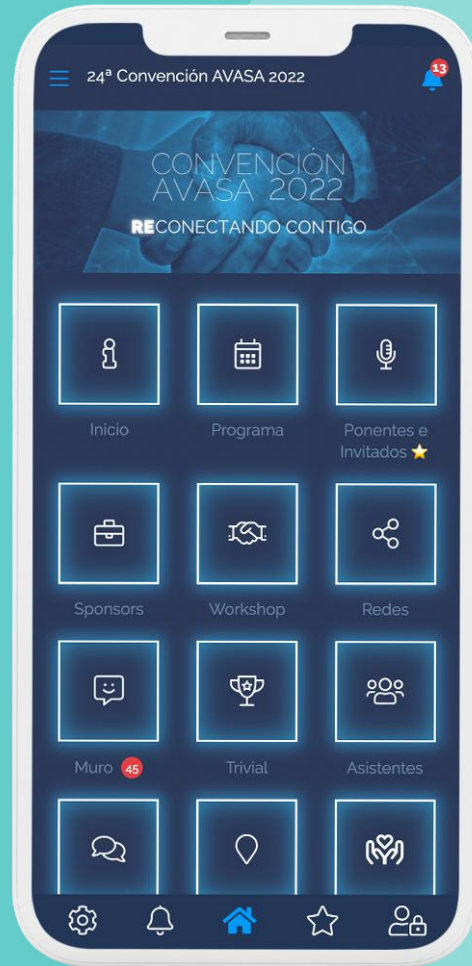 24ª Convención AVASA 2022
13
CONVENCIÓN
AVASA 2022
RECONECTANDO CONTIGO
Inicio
Programa
Ponentes e
Invitados
Sponsors
Workshop
Redes
Muro 45
Trivial
Asistentes